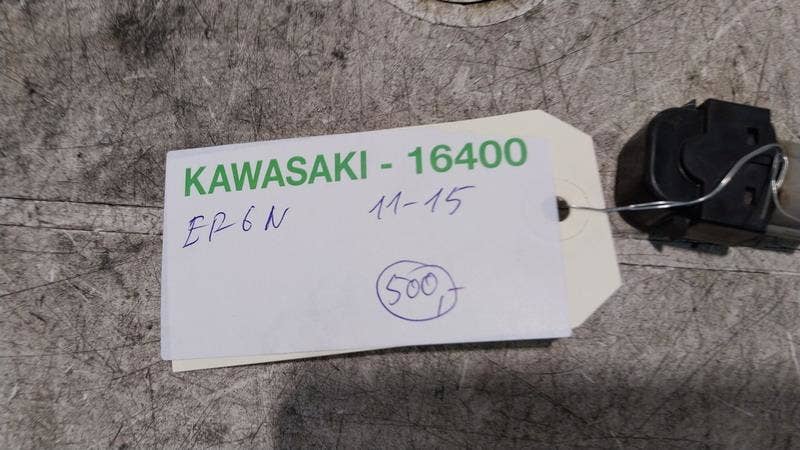 KAWASAKI - 16400
ER6N 11-15
500,-